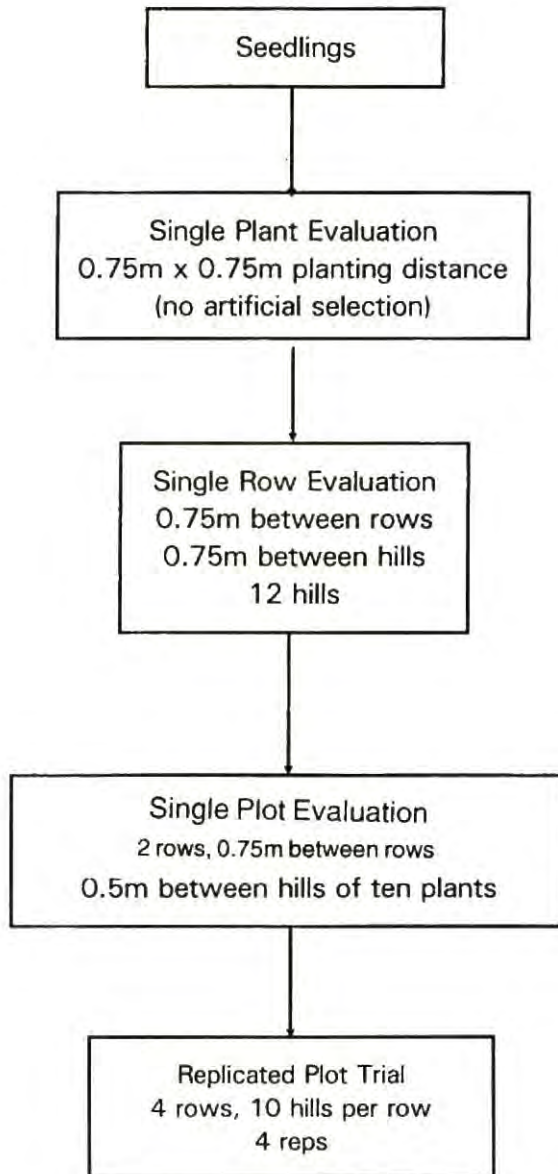 Seedlings
Single Plant Evaluation
0.75m x 0.75m planting distance
(no artificial selection)
Single Row Evaluation
0.75m between rows
0.75m between hills
12 hills
Single Plot Evaluation
2 rows, 0.75m between rows
0.5m between hills of ten plants
Replicated Plot Trial
4 rows, 10 hills per row
4 reps